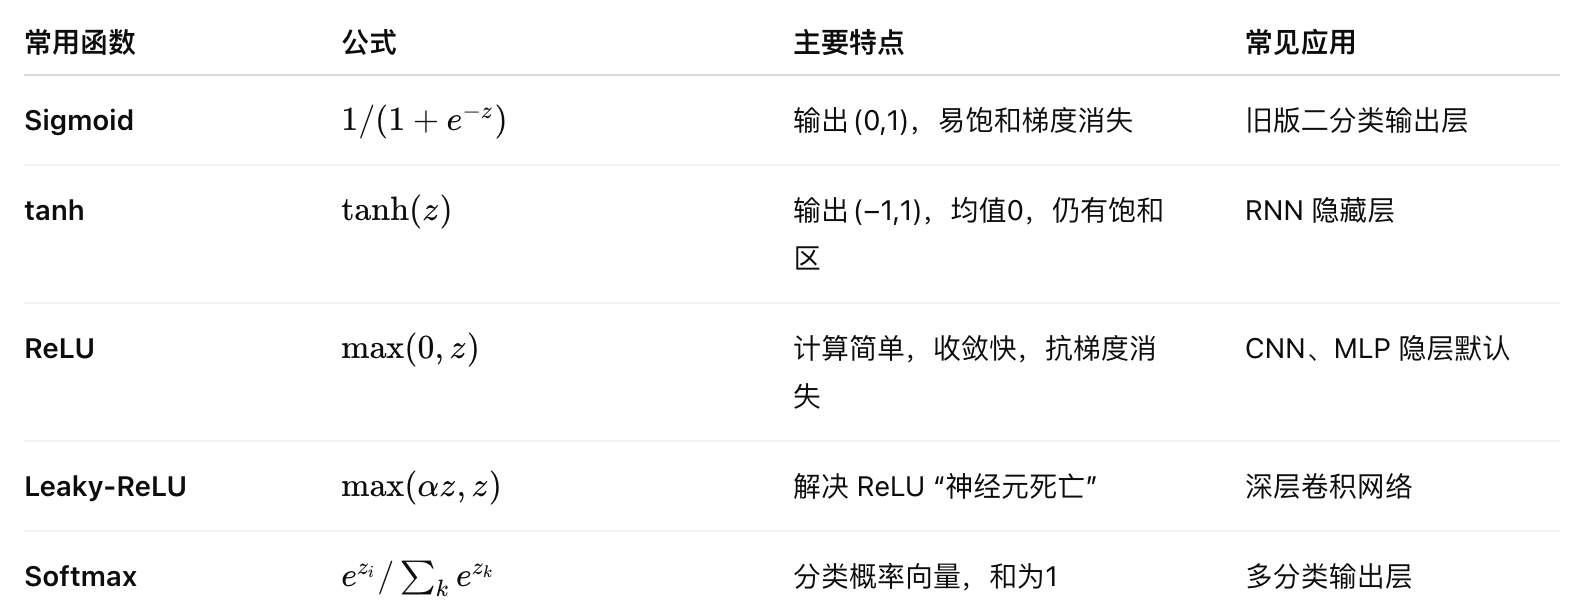 常用函数 公式 主要特点 常见应用
Sigmoid 1/(1 + e^{-z}) 输出 (0,1)，易饱和梯度消失 旧版二分类输出层
tanh tanh(z) 输出 (−1,1)，均值0，仍有饱和
区
RNN 隐藏层
ReLU max(0, z) 计算简单，收敛快，抗梯度消
失
CNN、MLP 隐层默认
Leaky-ReLU max(αz, z) 解决 ReLU “神经元死亡” 深层卷积网络
Softmax e^{z_i}/∑_k e^{z_k} 分类概率向量，和为1 多分类输出层